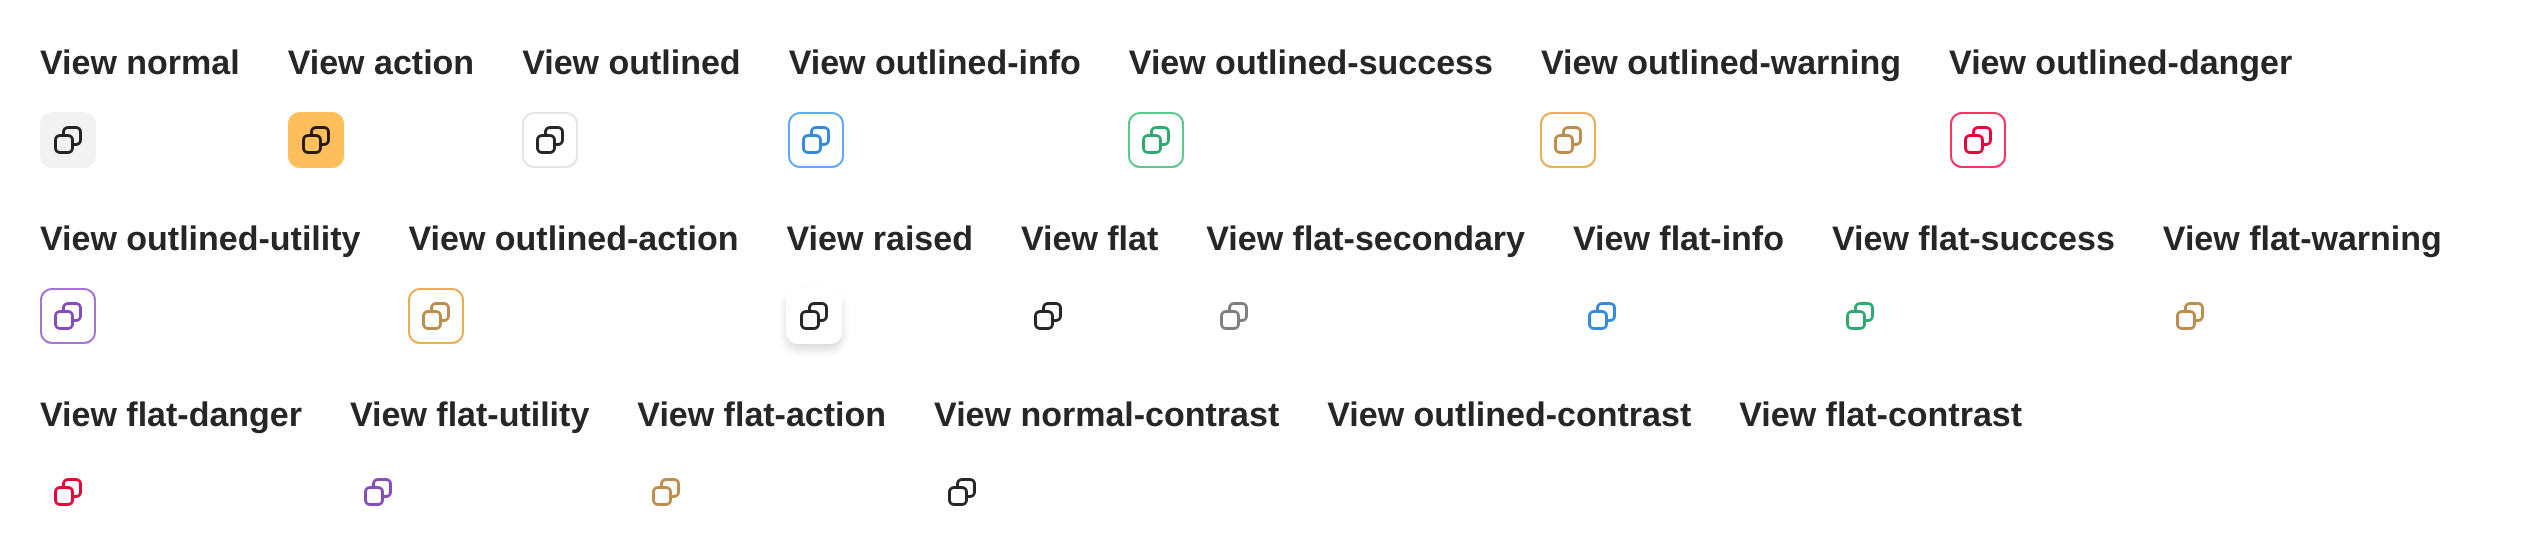 View normal View action View outlined View outlined-info View outlined-success View outlined-warning View outlined-danger
View outlined-utility View outlined-action View raised View flat View flat-secondary View flat-info View flat-success View flat-warning
View flat-danger View flat-utility View flat-action View normal-contrast View outlined-contrast View flat-contrast